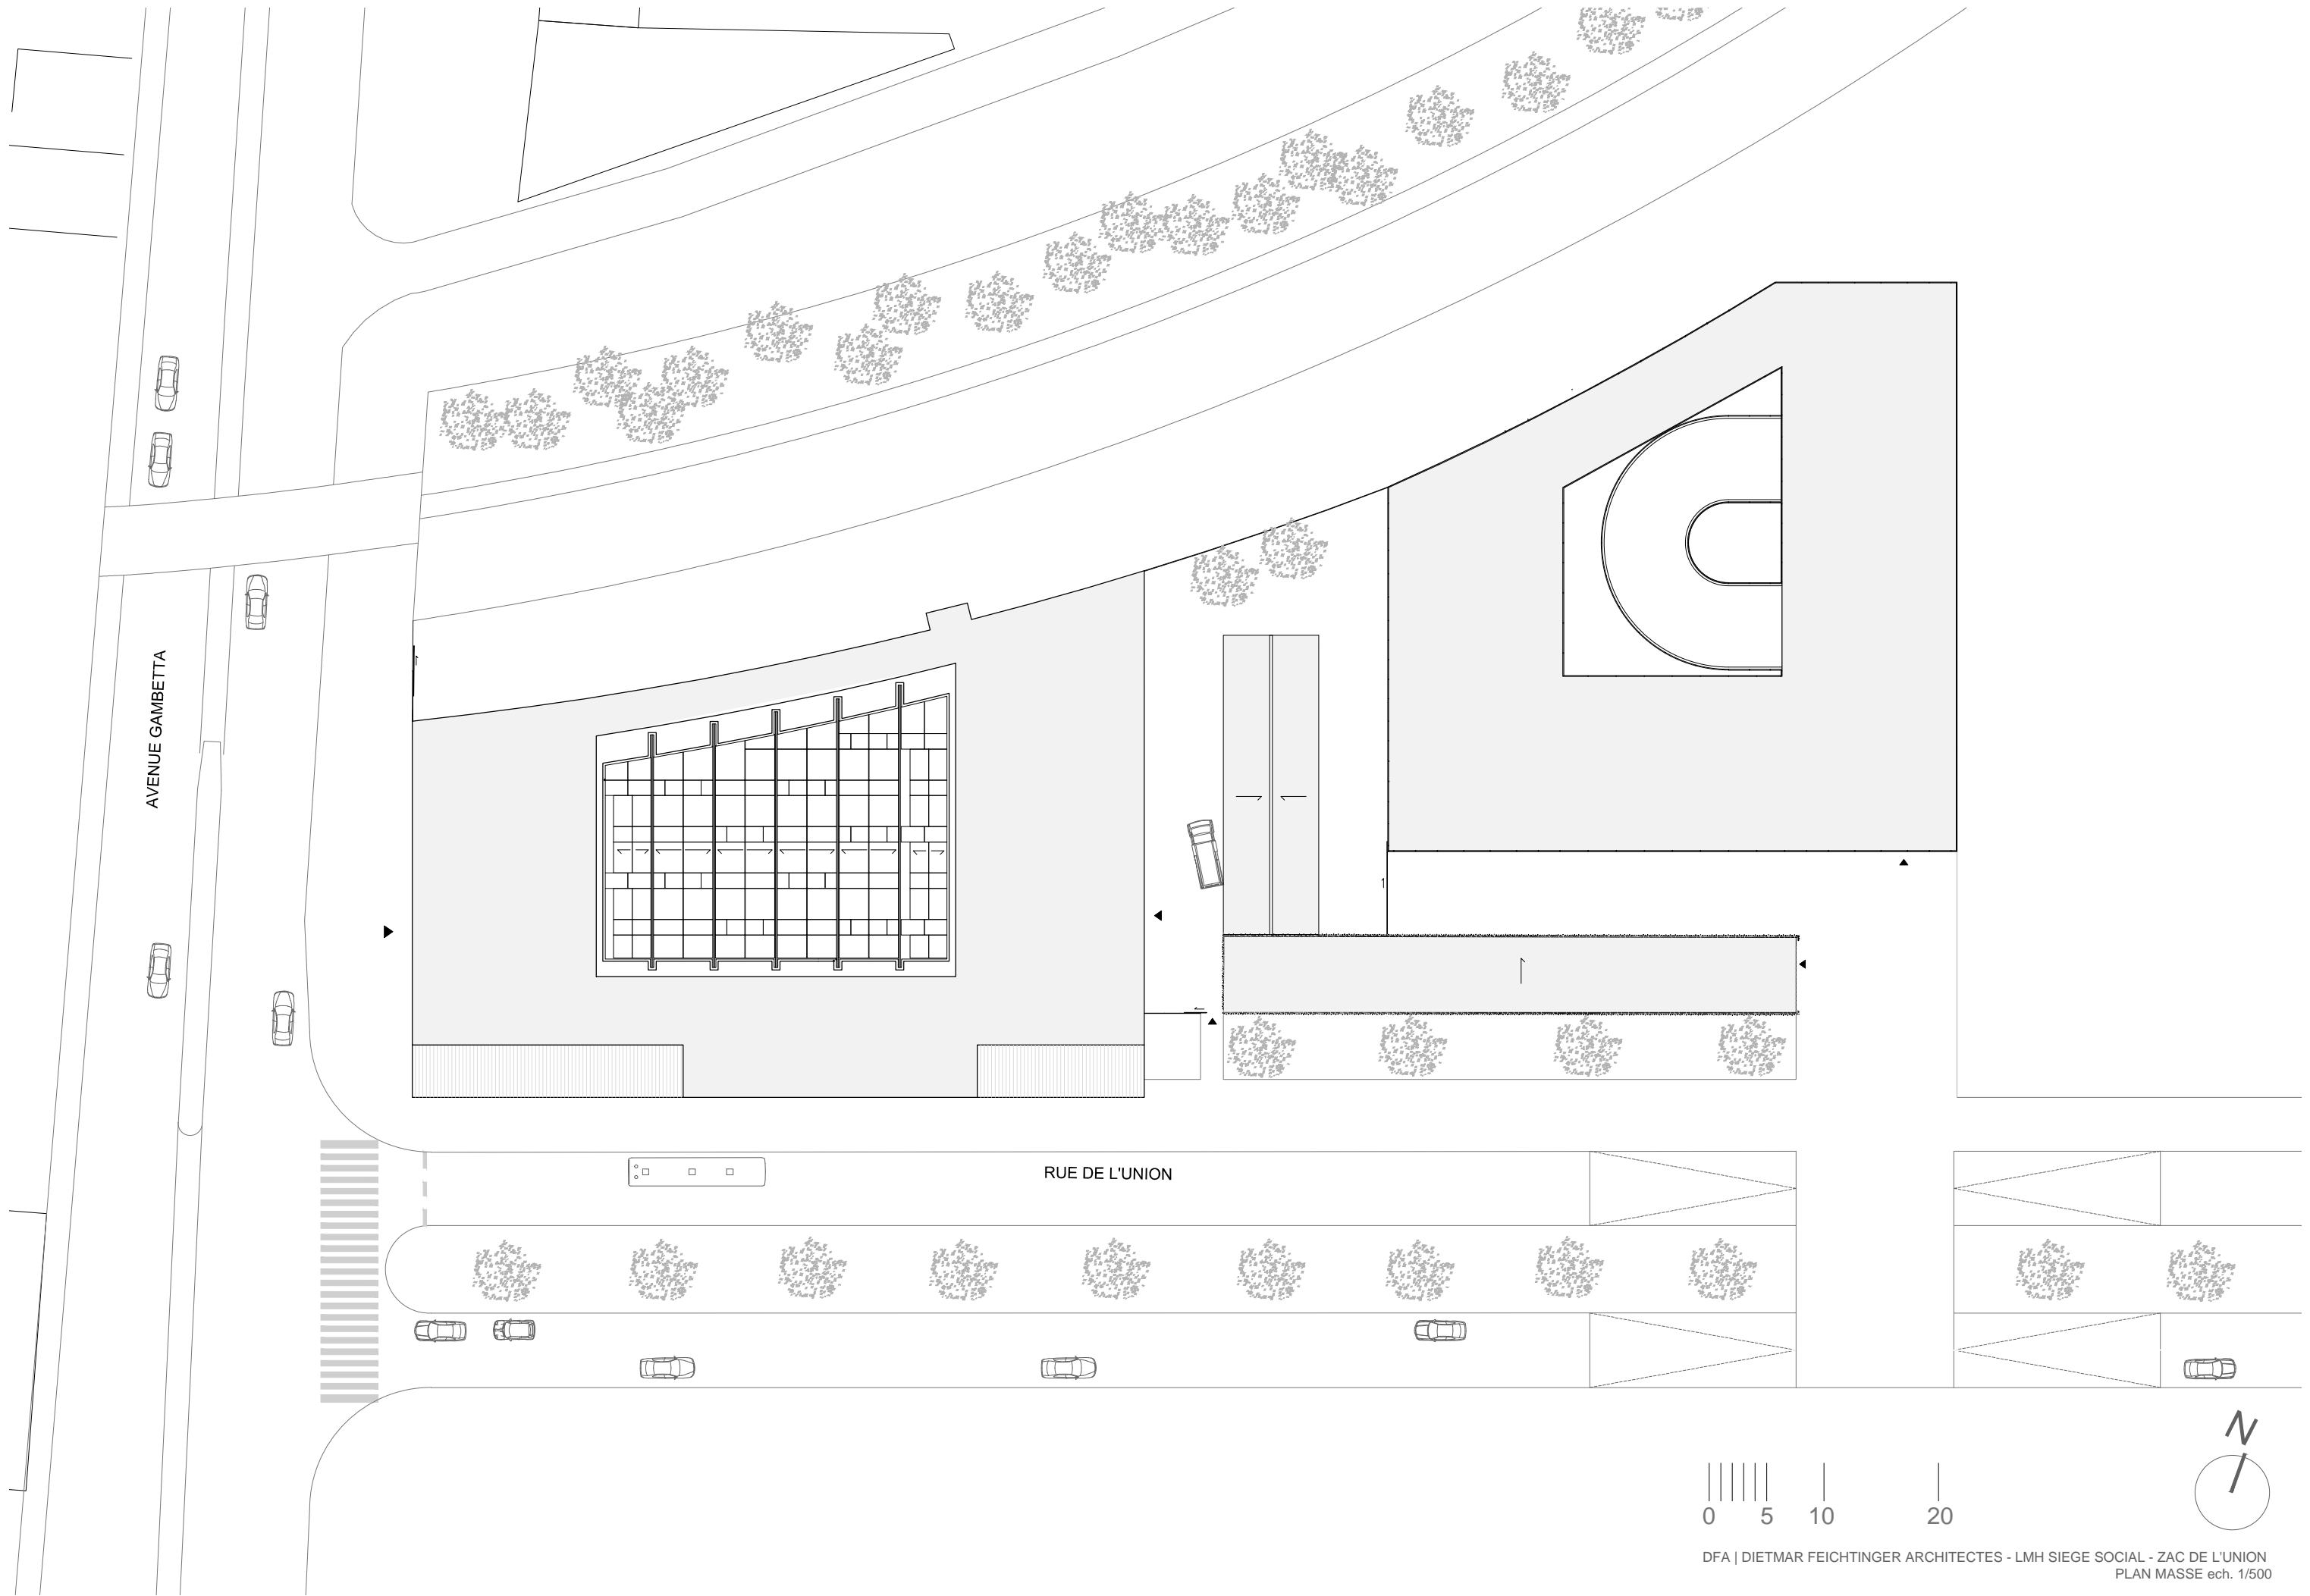 AVENUE GAMBETTA
RUE DE L'UNION
N
0 5 10 20
DFA | DIETMAR FEICHTINGER ARCHITECTES - LMH SIEGE SOCIAL - ZAC DE L'UNION
PLAN MASSE ech. 1/500